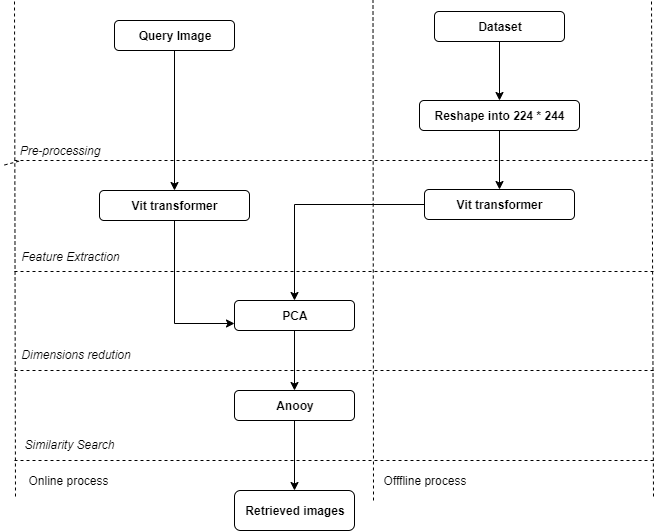 Query Image
Dataset
Reshape into 224 * 244
Pre-processing
Vit transformer
Vit transformer
Feature Extraction
PCA
Dimensions redution
Anooy
Similarity Search
Online process
Offfline process
Retrieved images